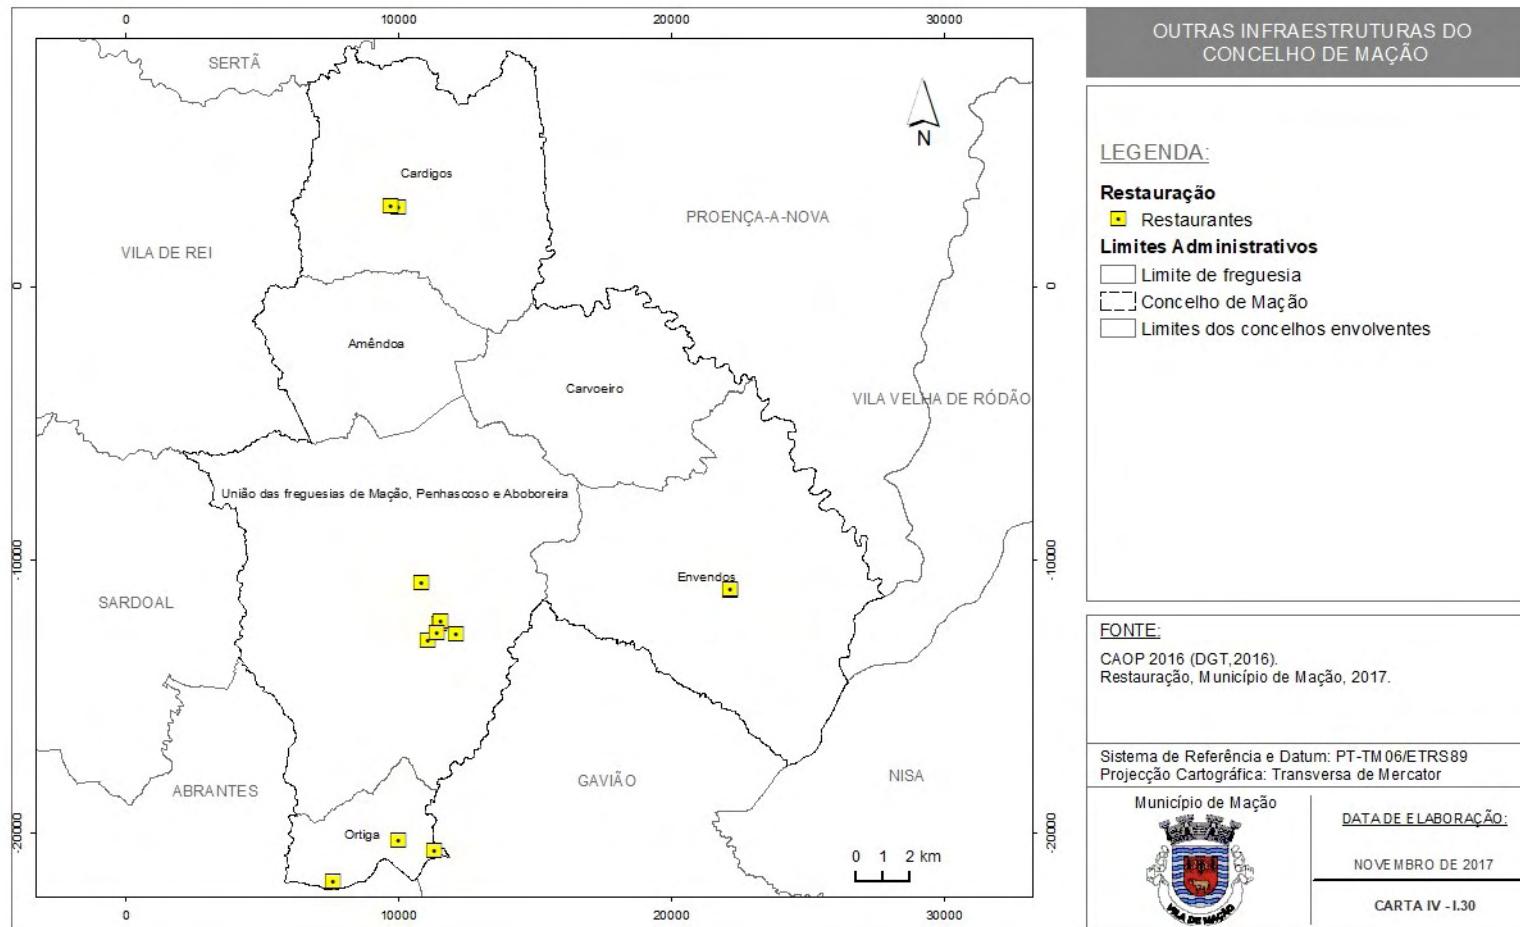 0 10000 20000 30000
OUTRAS INFRAESTRUTURAS DO
CONCELHO DE MAÇÃO
SERTÃ
N
Cardigos
PROENÇA-A-NOVA
VILA DE REI
0 0
Amêndoa
Carvoeiro
VILA VELHA DE RÓDÃO
União das freguesias de Mação, Penhascoso e Aboboreira
-10000 -10000
Envendos
SARDOAL
ABRANTES
GAVIÃO
NISA
-20000 -20000
Ortiga
0 1 2 km
0 10000 20000 30000
LEGENDA:
Restauração
Restaurantes
Limites Administrativos
Limite de freguesia
Concelho de Mação
Limites dos concelhos envolventes
FONTE:
CAOP 2016 (DGT,2016).
Restauração, Município de Mação, 2017.
Sistema de Referência e Datum: PT-TM06/ETRS89
Projecção Cartográfica: Transversa de Mercator
Município de Mação
VILA DE MAÇÃO
DATA DE ELABORAÇÃO:
NOVEMBRO DE 2017
CARTA IV - I.30